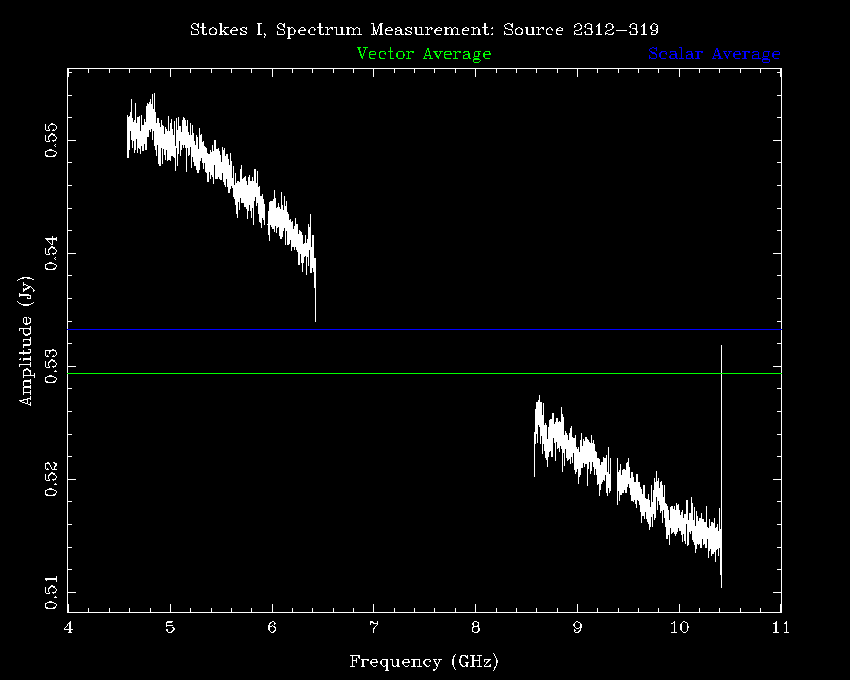 Stokes I, Spectrum Measurement: Source 2312−319
Vector Average Scalar Average
0.55
0.54
0.53
0.52
0.51
Amplitude (Jy)
4 5 6 7 8 9 10 11
Frequency (GHz)